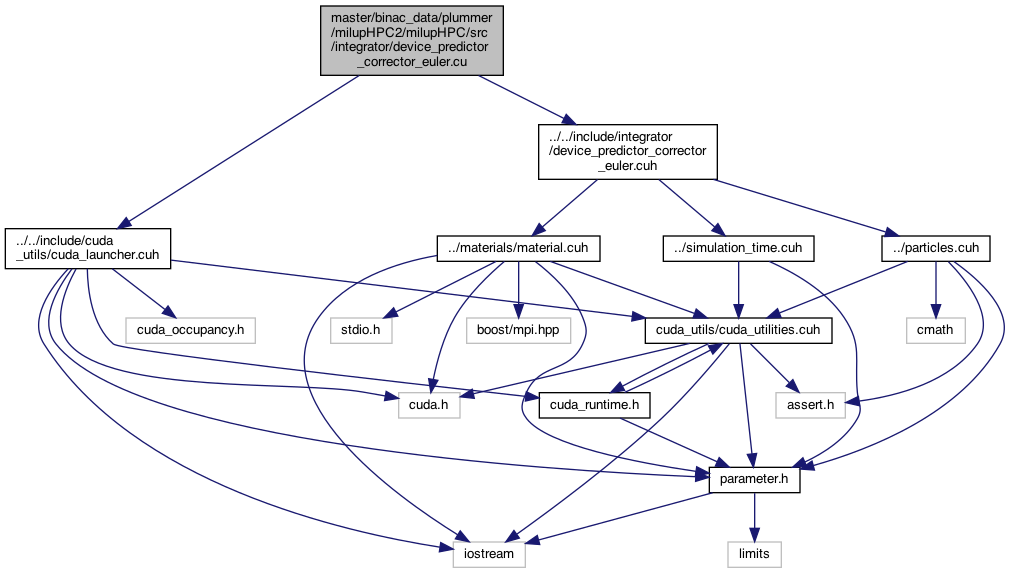 master/binac_data/plummer
/milupHPC2/milupHPC/src
/integrator/device_predictor
_corrector_euler.cu
../../include/integrator
/device_predictor_corrector
_euler.cuh
../../include/cuda
_utils/cuda_launcher.cuh
../materials/material.cuh
../simulation_time.cuh
../particles.cuh
cuda_occupancy.h
stdio.h
boost/mpi.hpp
cuda_utils/cuda_utilities.cuh
cmath
cuda.h
cuda_runtime.h
assert.h
parameter.h
iostream
limits